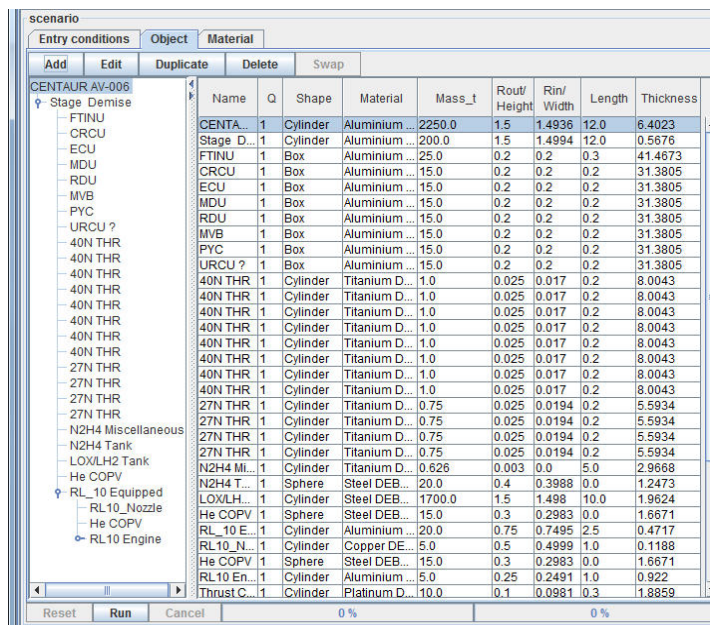 scenario
Entry conditions Object Material
Add Edit Duplicate Delete Swap
CENTAUR AV-006
Stage Demise
FTINU
CRCU
ECU
MDU
RDU
MVB
PYC
URCU ?
40N THR
40N THR
40N THR
40N THR
40N THR
40N THR
40N THR
40N THR
27N THR
27N THR
27N THR
27N THR
N2H4 Miscellaneous
N2H4 Tank
LOX/LH2 Tank
He COPV
RL_10 Equipped
RL10_Nozzle
He COPV
RL10 Engine
Name Q Shape Material Mass_t Rout/ Height Rin/ Width Length Thickness
CENTA... 1 Cylinder Aluminium ... 2250.0 1.5 1.4936 12.0 6.4023
Stage D... 1 Cylinder Aluminium ... 200.0 1.5 1.4994 12.0 0.5676
FTINU 1 Box Aluminium ... 25.0 0.2 0.2 0.3 41.4673
CRCU 1 Box Aluminium ... 15.0 0.2 0.2 0.2 31.3805
ECU 1 Box Aluminium ... 15.0 0.2 0.2 0.2 31.3805
MDU 1 Box Aluminium ... 15.0 0.2 0.2 0.2 31.3805
RDU 1 Box Aluminium ... 15.0 0.2 0.2 0.2 31.3805
MVB 1 Box Aluminium ... 15.0 0.2 0.2 0.2 31.3805
PYC 1 Box Aluminium ... 15.0 0.2 0.2 0.2 31.3805
URCU ? 1 Box Aluminium ... 15.0 0.2 0.2 0.2 31.3805
40N THR 1 Cylinder Titanium D... 1.0 0.025 0.017 0.2 8.0043
40N THR 1 Cylinder Titanium D... 1.0 0.025 0.017 0.2 8.0043
40N THR 1 Cylinder Titanium D... 1.0 0.025 0.017 0.2 8.0043
40N THR 1 Cylinder Titanium D... 1.0 0.025 0.017 0.2 8.0043
40N THR 1 Cylinder Titanium D... 1.0 0.025 0.017 0.2 8.0043
40N THR 1 Cylinder Titanium D... 1.0 0.025 0.017 0.2 8.0043
40N THR 1 Cylinder Titanium D... 1.0 0.025 0.017 0.2 8.0043
40N THR 1 Cylinder Titanium D... 1.0 0.025 0.017 0.2 8.0043
27N THR 1 Cylinder Titanium D... 0.75 0.025 0.0194 0.2 5.5934
27N THR 1 Cylinder Titanium D... 0.75 0.025 0.0194 0.2 5.5934
27N THR 1 Cylinder Titanium D... 0.75 0.025 0.0194 0.2 5.5934
27N THR 1 Cylinder Titanium D... 0.75 0.025 0.0194 0.2 5.5934
N2H4 Mi... 1 Cylinder Titanium D... 0.626 0.003 0.0 5.0 2.9668
N2H4 T... 1 Sphere Steel DEB... 20.0 0.4 0.3988 0.0 1.2473
LOX/LH... 1 Cylinder Steel DEB... 1700.0 1.5 1.498 10.0 1.9624
He COPV 1 Sphere Steel DEB... 15.0 0.3 0.2983 0.0 1.6671
RL_10 E... 1 Cylinder Aluminium ... 20.0 0.75 0.7495 2.5 0.4717
RL10_N... 1 Cylinder Copper DE... 5.0 0.5 0.4999 1.0 0.1188
He COPV 1 Sphere Steel DEB... 15.0 0.3 0.2983 0.0 1.6671
RL10 En... 1 Cylinder Aluminium ... 5.0 0.25 0.2491 1.0 0.922
Thrust C... 1 Cylinder Platinum D... 10.0 0.1 0.0981 0.3 1.8859
Reset Run Cancel 0 % 0 %